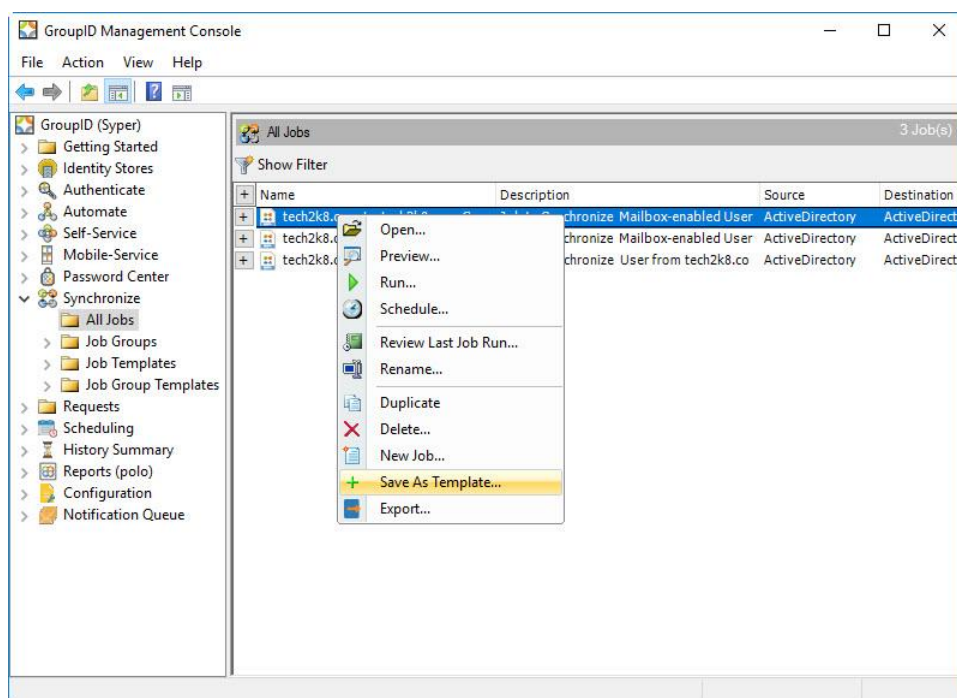 GroupID Management Console
File Action View Help
GroupID (Syper)
Getting Started
Identity Stores
Authenticate
Automate
Self-Service
Mobile-Service
Password Center
Synchronize
All Jobs
Job Groups
Job Templates
Job Group Templates
Requests
Scheduling
History Summary
Reports (polo)
Configuration
Notification Queue
All Jobs 3 Job(s)
Show Filter
Name Description Source Destination
chronize Mailbox-enabled User ActiveDirectory ActiveDirect
tech2k8. chronize Mailbox-enabled User ActiveDirectory ActiveDirect
tech2k8. chronize User from tech2k8.co ActiveDirectory ActiveDirect
Open...
Preview...
Run...
Schedule...
Review Last Job Run...
Rename...
Duplicate
Delete...
New Job...
Save As Template...
Export...